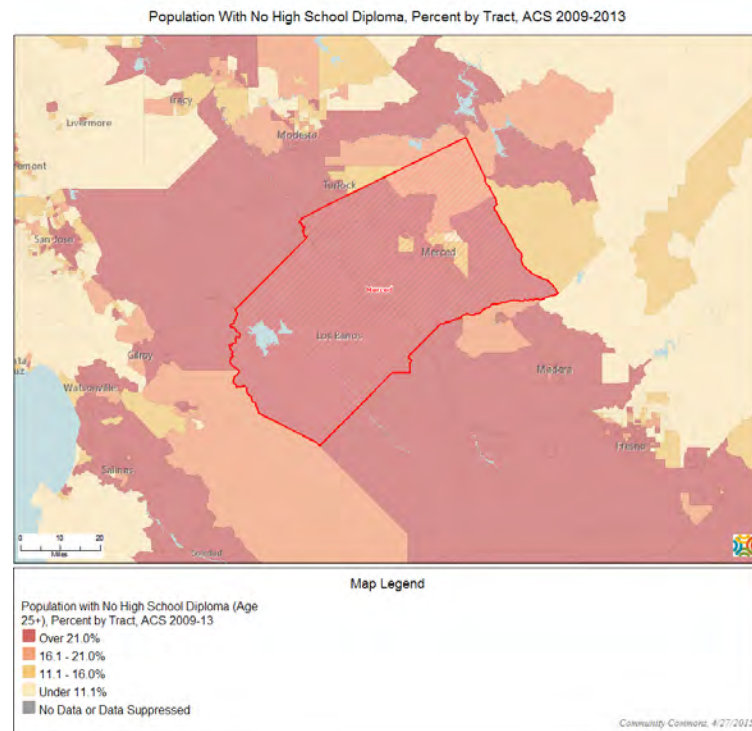 Population With No High School Diploma, Percent by Tract, ACS 2009-2013
Tracy
Livermore
Modesto
Turlock
San Jose
Merced
Merced
Los Banos
Gilroy
Madera
Watsonville
Fresno
Salinas
Soledad
0 10 20
Miles
Map Legend
Population with No High School Diploma (Age
25+), Percent by Tract, ACS 2009-13
Over 21.0%
16.1 - 21.0%
11.1 - 16.0%
Under 11.1%
No Data or Data Suppressed
Community Commons, 4/27/2015